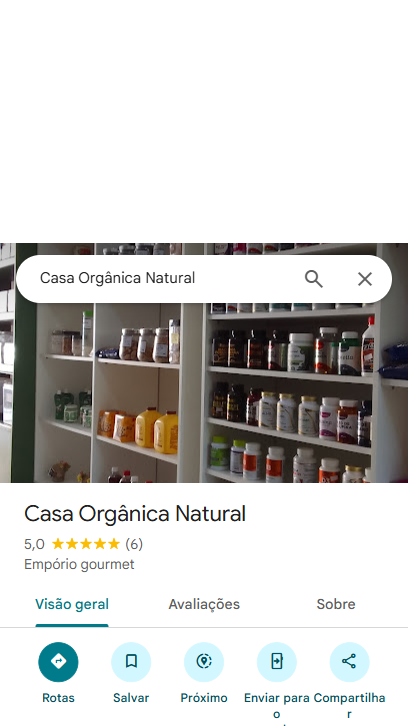 Casa Orgânica Natural
Casa Orgânica Natural
5,0 (6)
Empório gourmet
Visão geral Avaliações Sobre
Rotas Salvar Próximo Enviar para o Compartilhar